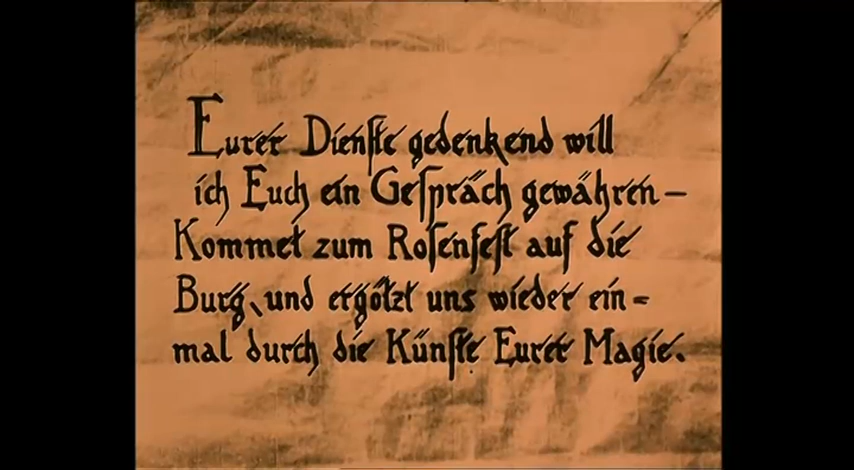 Eurer Dienste gedenkend will
ich Euch ein Gespräch gewähren –
Kommet zum Rosenfest auf die
Burg, und ergötzt uns wieder ein=
mal durch die Künste Eurer Magie.